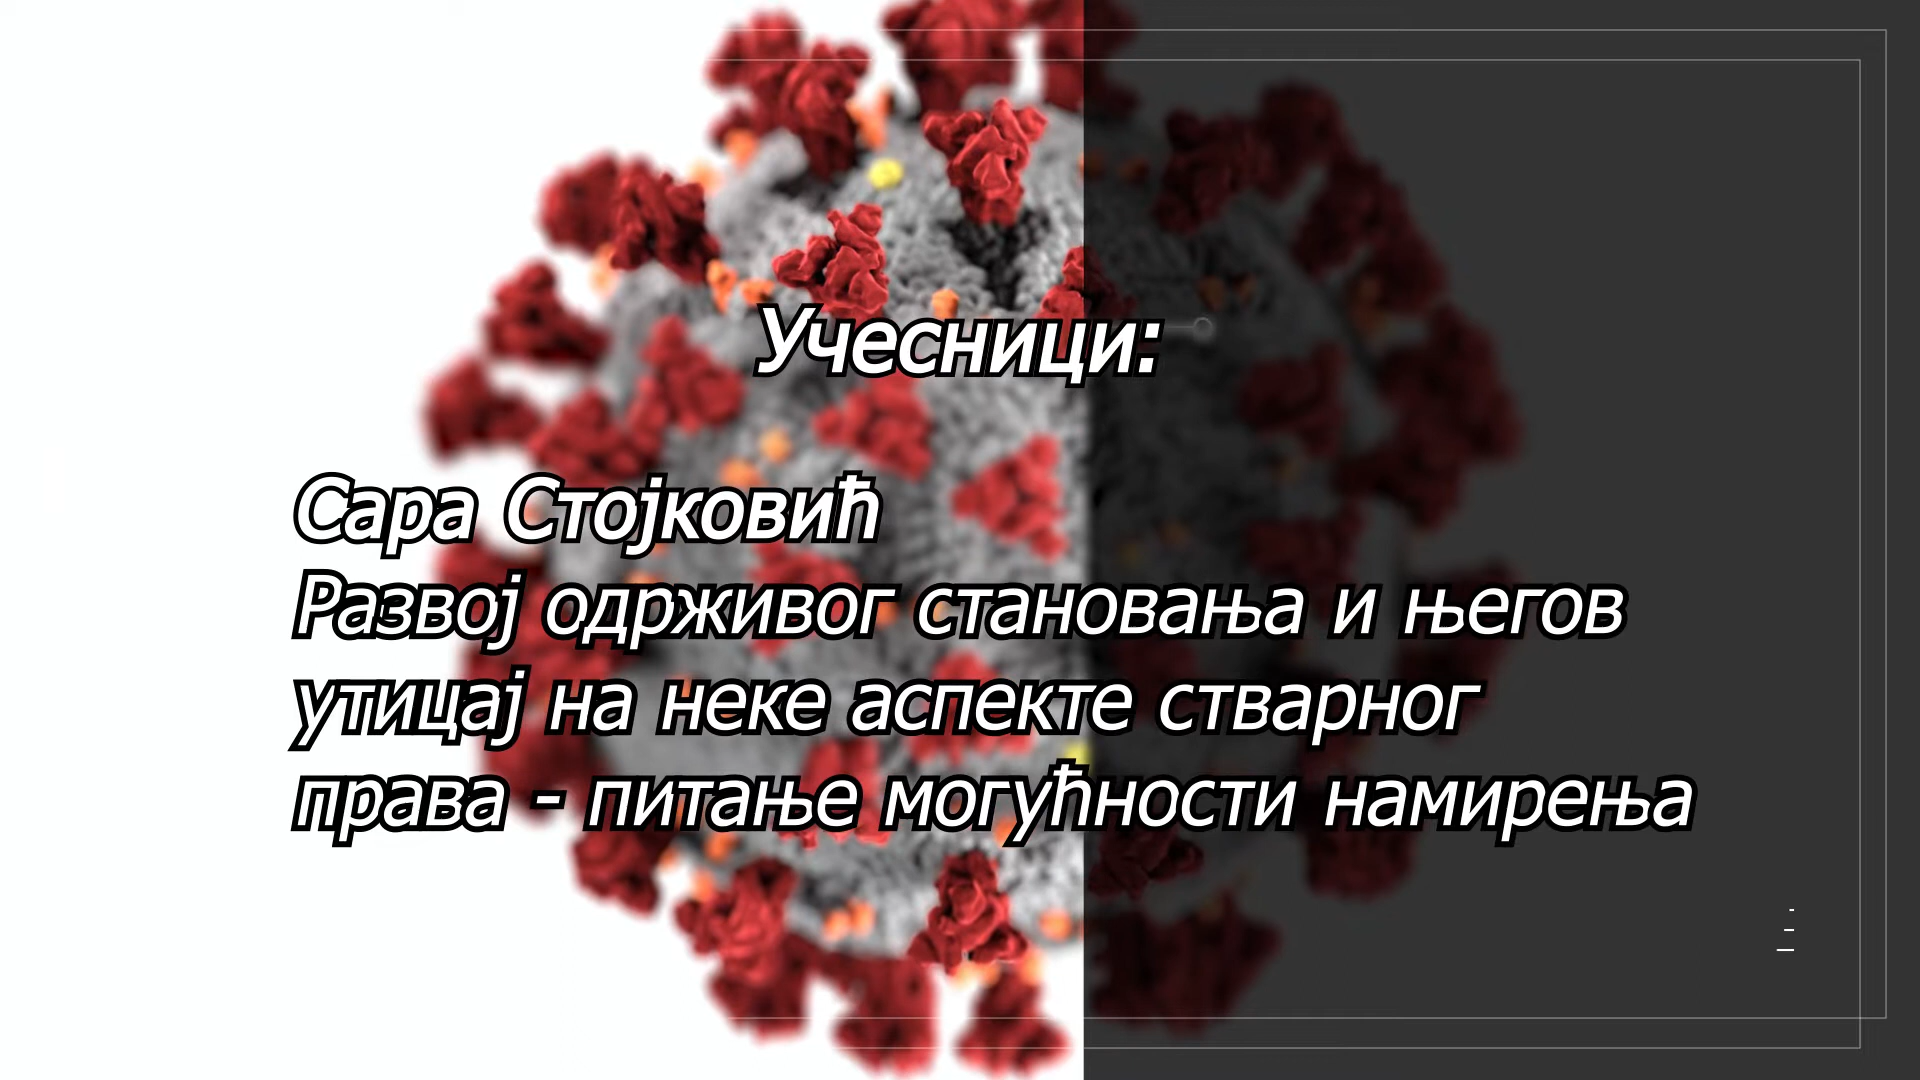 Учесници:
Сара Стојковић
Развој одрживог становања и његов
утицај на неке аспекте стварног
права - питање могућности намирења